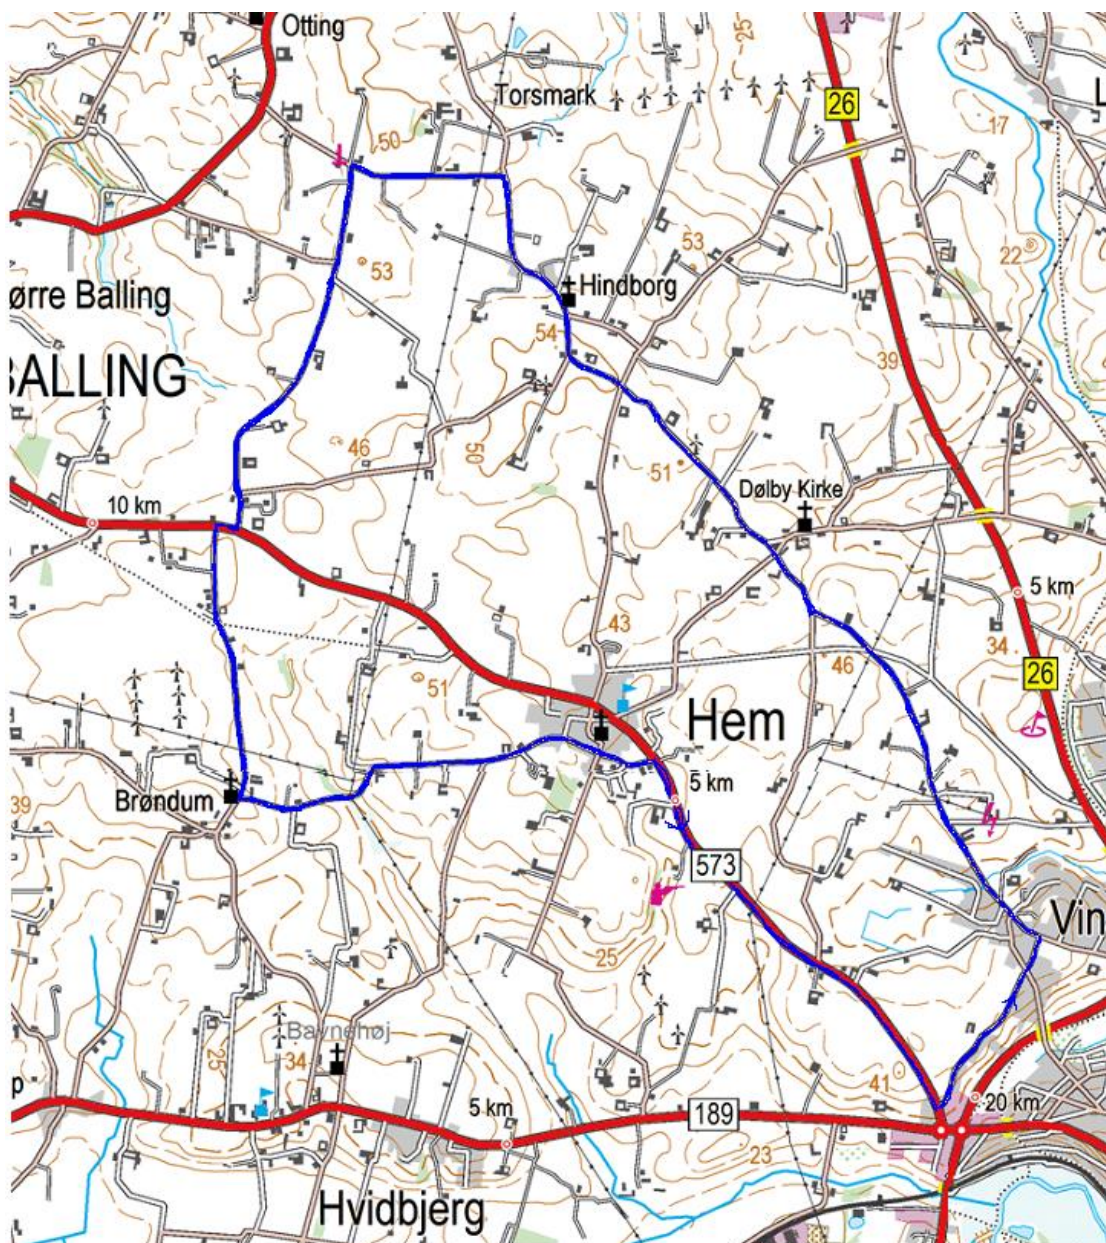 Otting
25
Torsmark
26
L
17
50
53
53
22
ørre Balling
Hindborg
54
39
BALLING
46
50
51
10 km
Dølby Kirke
5 km
43
34
46
26
51
Hem
5 km
Brøndum
39
573
Vin
25
Bavnehøj
25
34
41
p
5 km
189
20 km
23
Hvidbjerg